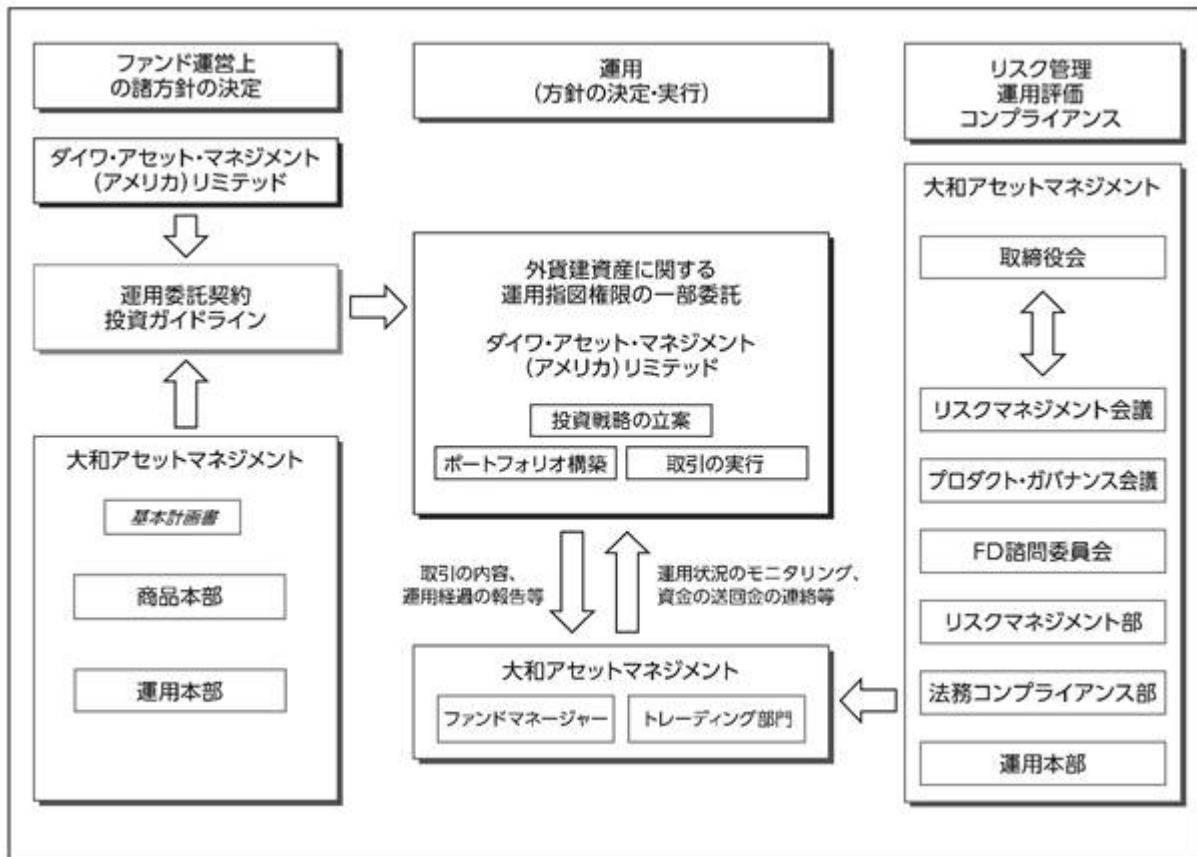 ファンド運営上
の諸方針の決定
ダイワ・アセット・マネジメント
(アメリカ)リミテッド
運用委託契約
投資ガイドライン
大和アセットマネジメント
基本計画書
商品本部
運用本部
運用
(方針の決定・実行)
外貨建資産に関する
運用指図権限の一部委託
ダイワ・アセット・マネジメント
(アメリカ)リミテッド
投資戦略の立案
ポートフォリオ構築
取引の実行
取引の内容、
運用経過の報告等
運用状況のモニタリング、
資金の送回金の連絡等
大和アセットマネジメント
ファンドマネージャー
トレーディング部門
リスク管理
運用評価
コンプライアンス
大和アセットマネジメント
取締役会
リスクマネジメント会議
プロダクト・ガバナンス会議
FD諮問委員会
リスクマネジメント部
法務コンプライアンス部
運用本部